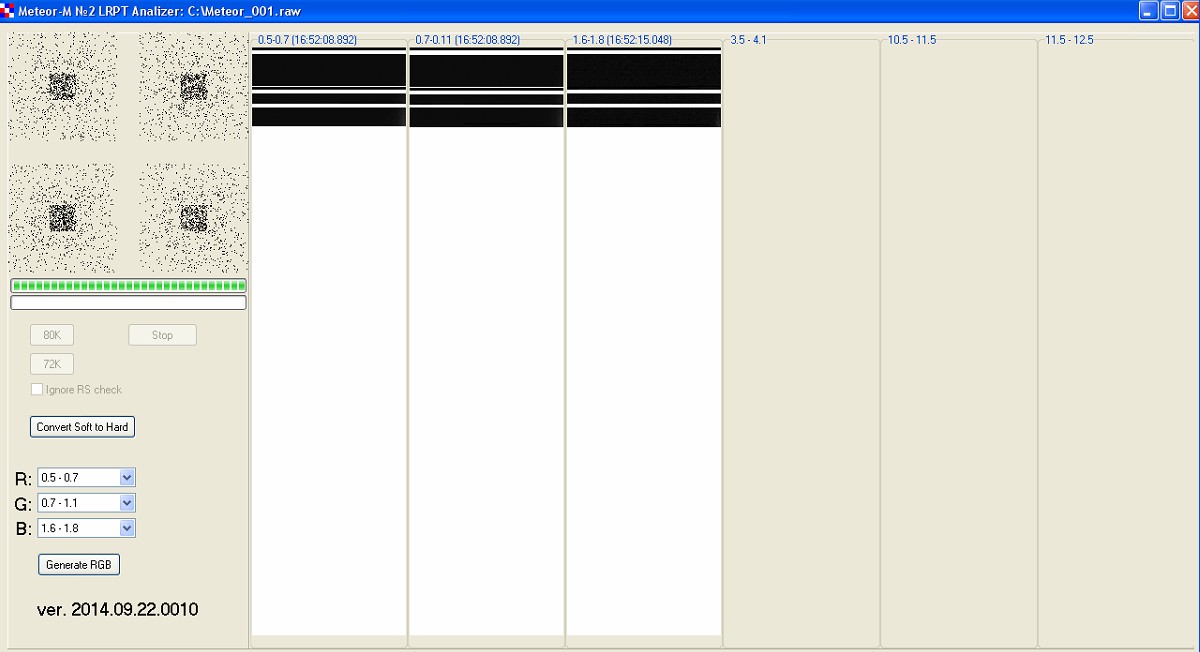 Meteor-M №2 LRPT Analizer: C:\Meteor_001.raw
0.5-0.7 (16:52:08.892)
0.7-0.11 (16:52:08.892)
1.6-1.8 (16:52:15.048)
3.5 - 4.1
10.5 - 11.5
11.5 - 12.5
80K
Stop
72K
Ignore RS check
Convert Soft to Hard
R: 0.5 - 0.7
G: 0.7 - 1.1
B: 1.6 - 1.8
Generate RGB
ver. 2014.09.22.0010